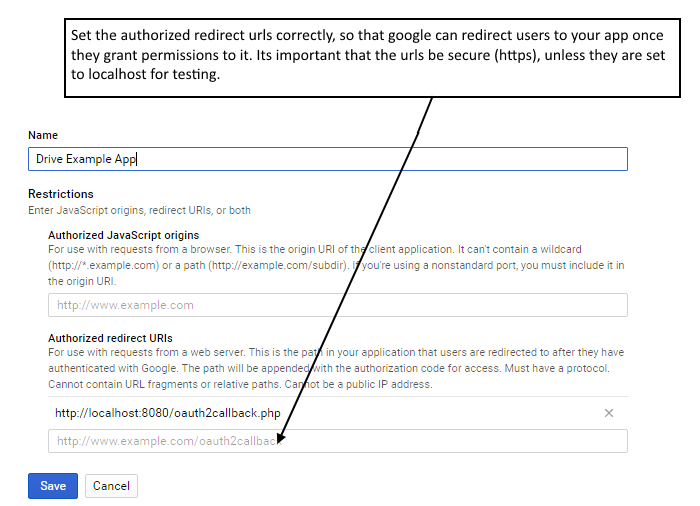 Set the authorized redirect urls correctly, so that google can redirect users to your app once
they grant permissions to it. Its important that the urls be secure (https), unless they are set
to localhost for testing.
Name
Drive Example App
Restrictions
Enter JavaScript origins, redirect URIs, or both
Authorized JavaScript origins
For use with requests from a browser. This is the origin URI of the client application. It can't contain a wildcard
(http://*.example.com) or a path (http://example.com/subdir). If you're using a nonstandard port, you must include it in
the origin URI.
http://www.example.com
Authorized redirect URIs
For use with requests from a web server. This is the path in your application that users are redirected to after they have
authenticated with Google. The path will be appended with the authorization code for access. Must have a protocol.
Cannot contain URL fragments or relative paths. Cannot be a public IP address.
http://localhost:8080/oauth2callback.php
http://www.example.com/oauth2callback
Save Cancel